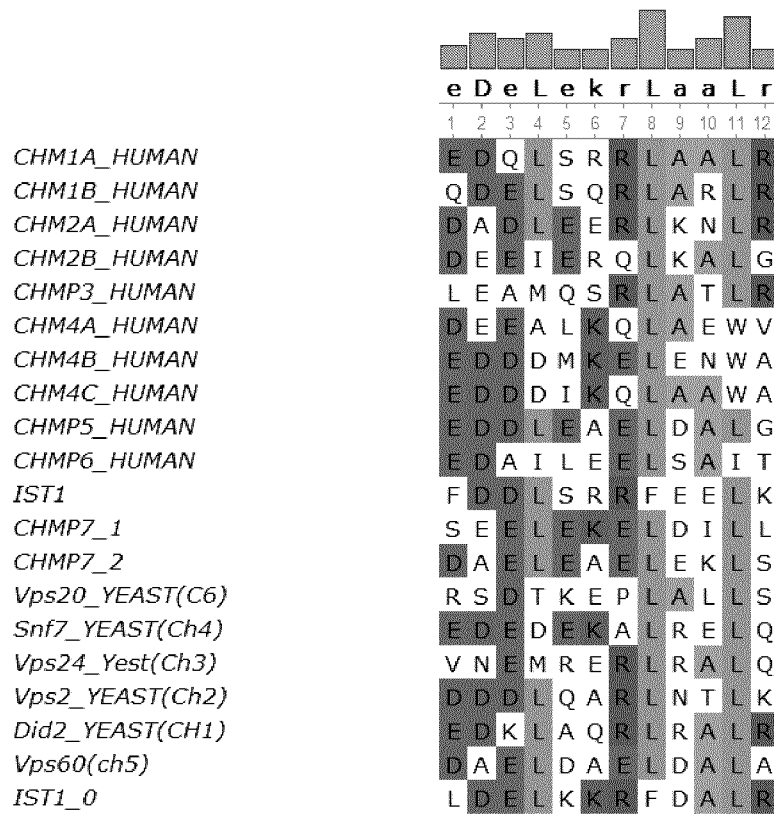 e D e L e k r L a a L r
1 2 3 4 5 6 7 8 9 10 11 12
CHM1A_HUMAN E D Q L S R R L A A L R
CHM1B_HUMAN Q D E L S Q R L A R L R
CHM2A_HUMAN D A D L E E R L K N L R
CHM2B_HUMAN D E E I E R Q L K A L G
CHMP3_HUMAN L E A M Q S R L A T L R
CHM4A_HUMAN D E E A L K Q L A E W V
CHM4B_HUMAN E D D D M K E L E N W A
CHM4C_HUMAN E D D D I K Q L A A W A
CHMP5_HUMAN E D D L E A E L D A L G
CHMP6_HUMAN E D A I L E E L S A I T
IST1 F D D L S R R F E E L K
CHMP7_1 S E E L E K E L D I L L
CHMP7_2 D A E L E A E L E K L S
Vps20_YEAST(C6) R S D T K E P L A L L S
Snf7_YEAST(Ch4) E D E D E K A L R E L Q
Vps24_Yest(Ch3) V N E M R E R L R A L Q
Vps2_YEAST(Ch2) D D D L Q A R L N T L K
Did2_YEAST(CH1) E D K L A Q R L R A L R
Vps60(ch5) D A E L D A E L D A L A
IST1_0 L D E L K K R F D A L R